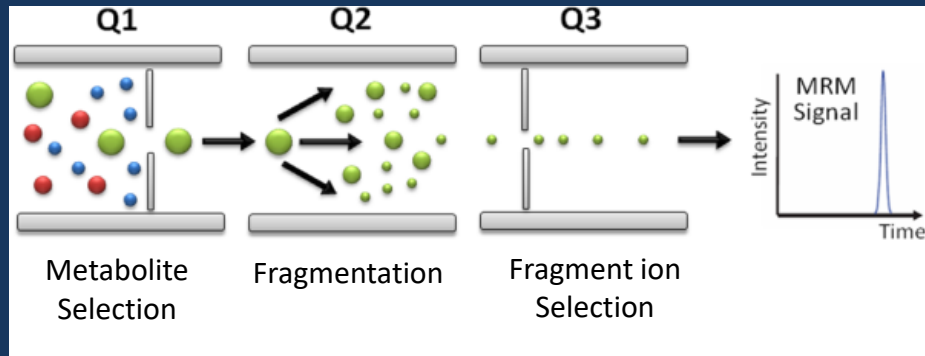 Q1
Q2
Q3
MRM
Signal
Intensity
Time
Metabolite
Selection
Fragmentation
Fragment ion
Selection